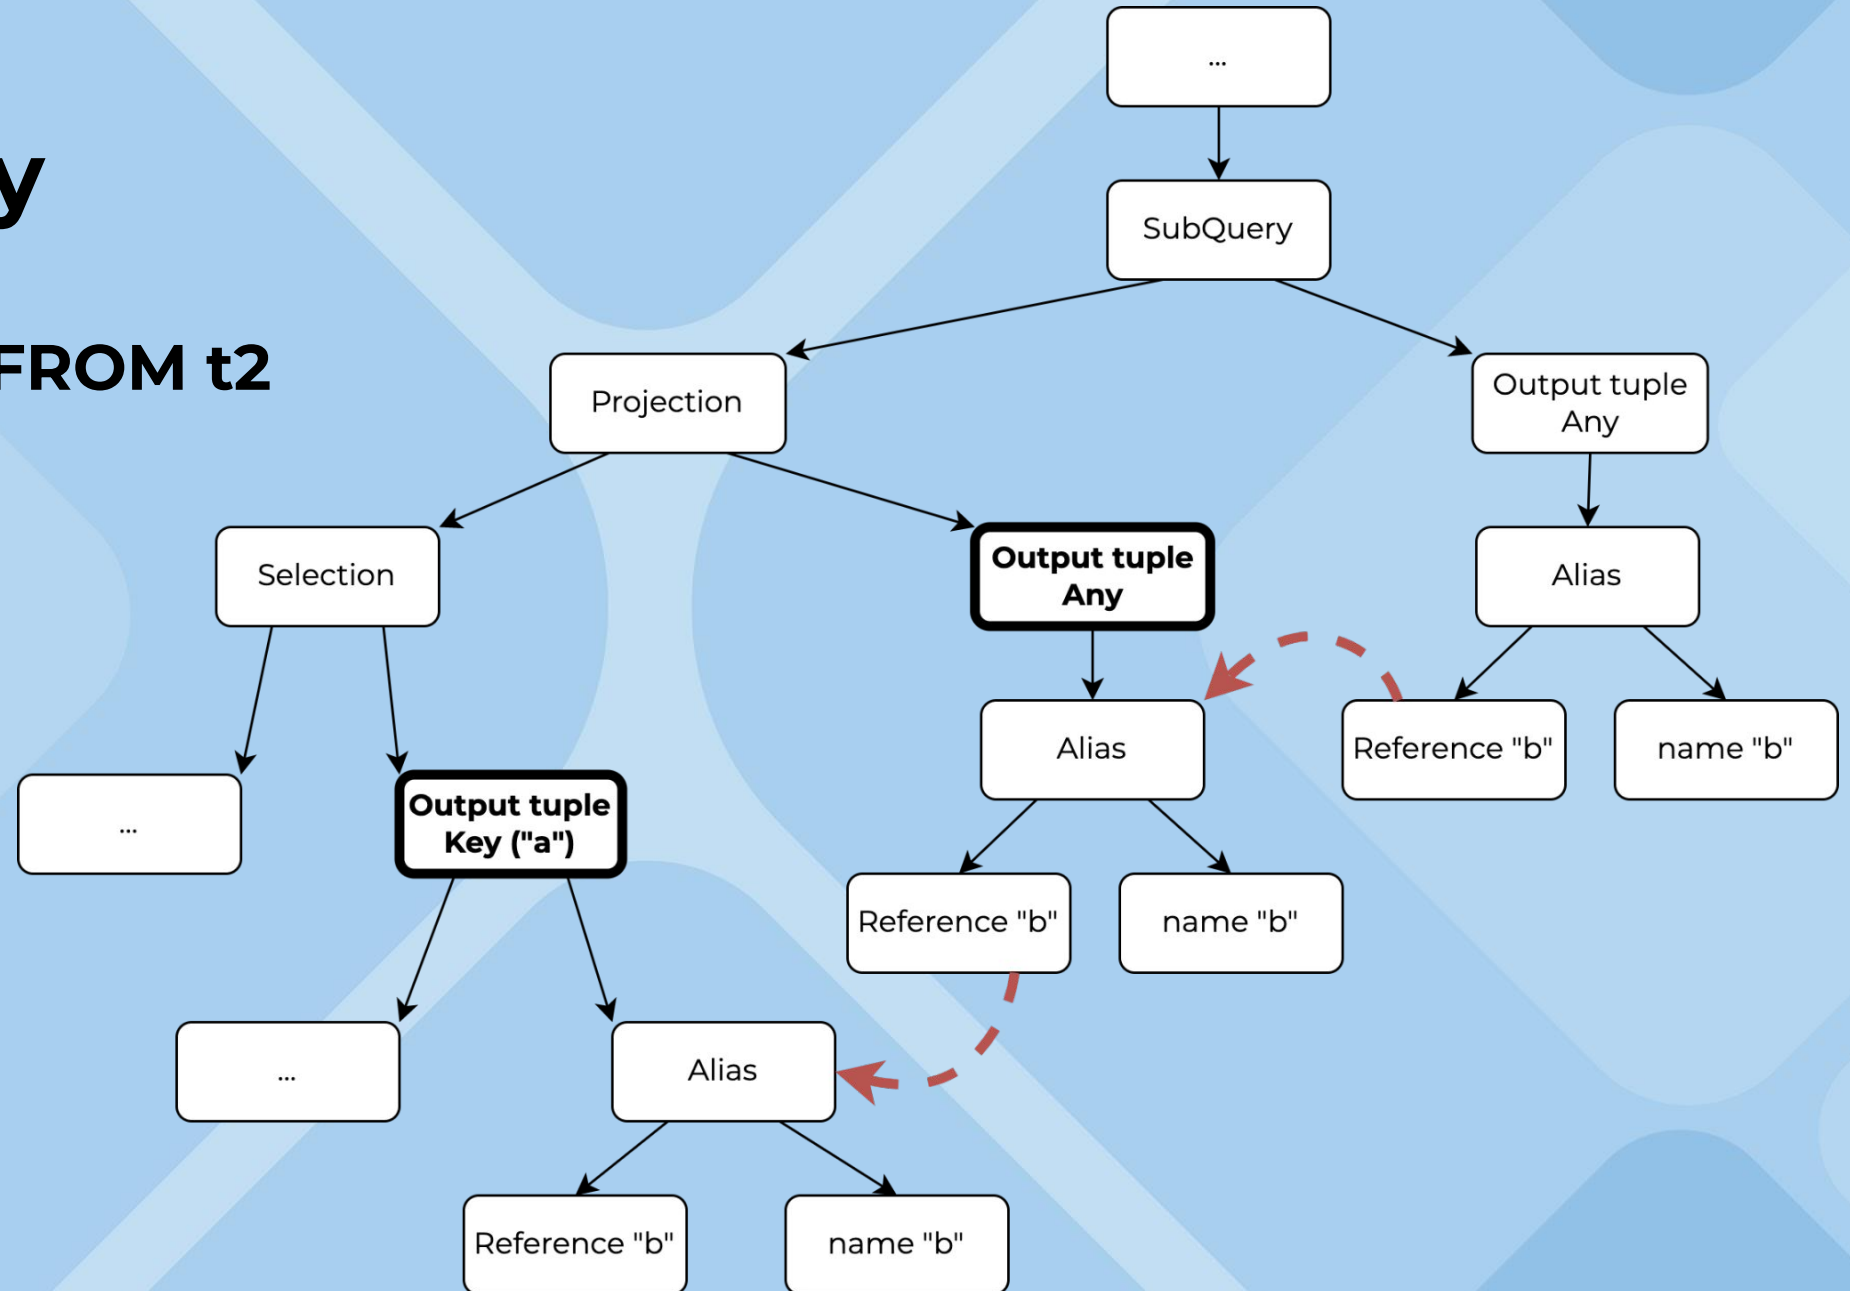 ...
y
SubQuery
FROM t2
Projection
Output tuple
Any
Selection
Output tuple
Any
Alias
Alias
Reference "b"
name "b"
...
Output tuple
Key ("a")
Reference "b"
name "b"
...
Alias
Reference "b"
name "b"